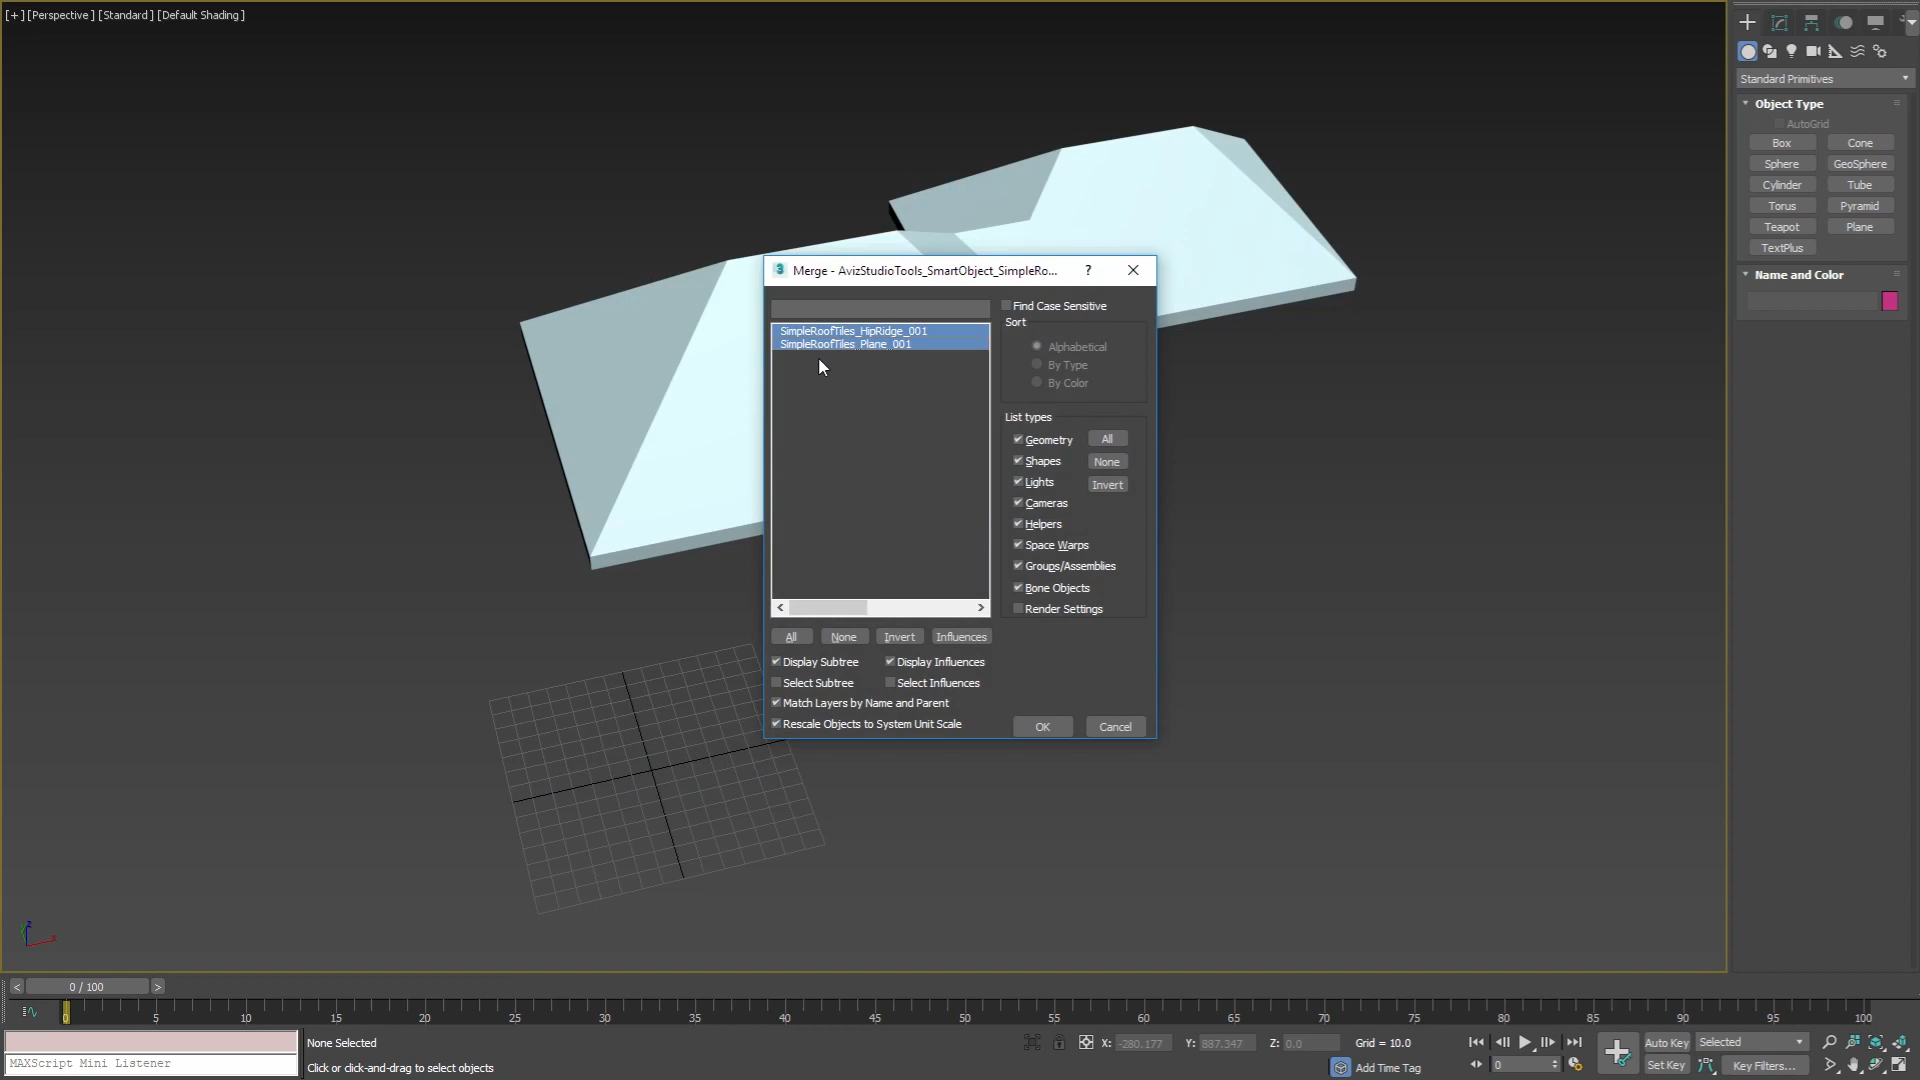 [+] [Perspective] [Standard] [Default Shading]
Standard Primitives
Object Type
AutoGrid
Box Cone
Sphere GeoSphere
Cylinder Tube
Torus Pyramid
Teapot Plane
TextPlus
Name and Color
3 Merge - AvizStudioTools_SmartObject_SimpleRo... ?
Find Case Sensitive
Sort
SimpleRoofTiles_HipRidge_001
SimpleRoofTiles_Plane_001
Alphabetical
By Type
By Color
List types
Geometry All
Shapes None
Lights Invert
Cameras
Helpers
Space Warps
Groups/Assemblies
Bone Objects
Render Settings
< >
All None Invert Influences
Display Subtree Display Influences
Select Subtree Select Influences
Match Layers by Name and Parent
Rescale Objects to System Unit Scale
OK Cancel
z
x
< 0 / 100 >
0 5 10 15 20 25 30 35 40 45 50 55 60 65 70 75 80 85 90 95 100
None Selected
X: -280.177 Y: 887.347 Z: 0.0 Grid = 10.0
Auto Key Selected
MAXScript Mini Listener
Click or click-and-drag to select objects
Add Time Tag
0
Set Key Key Filters...